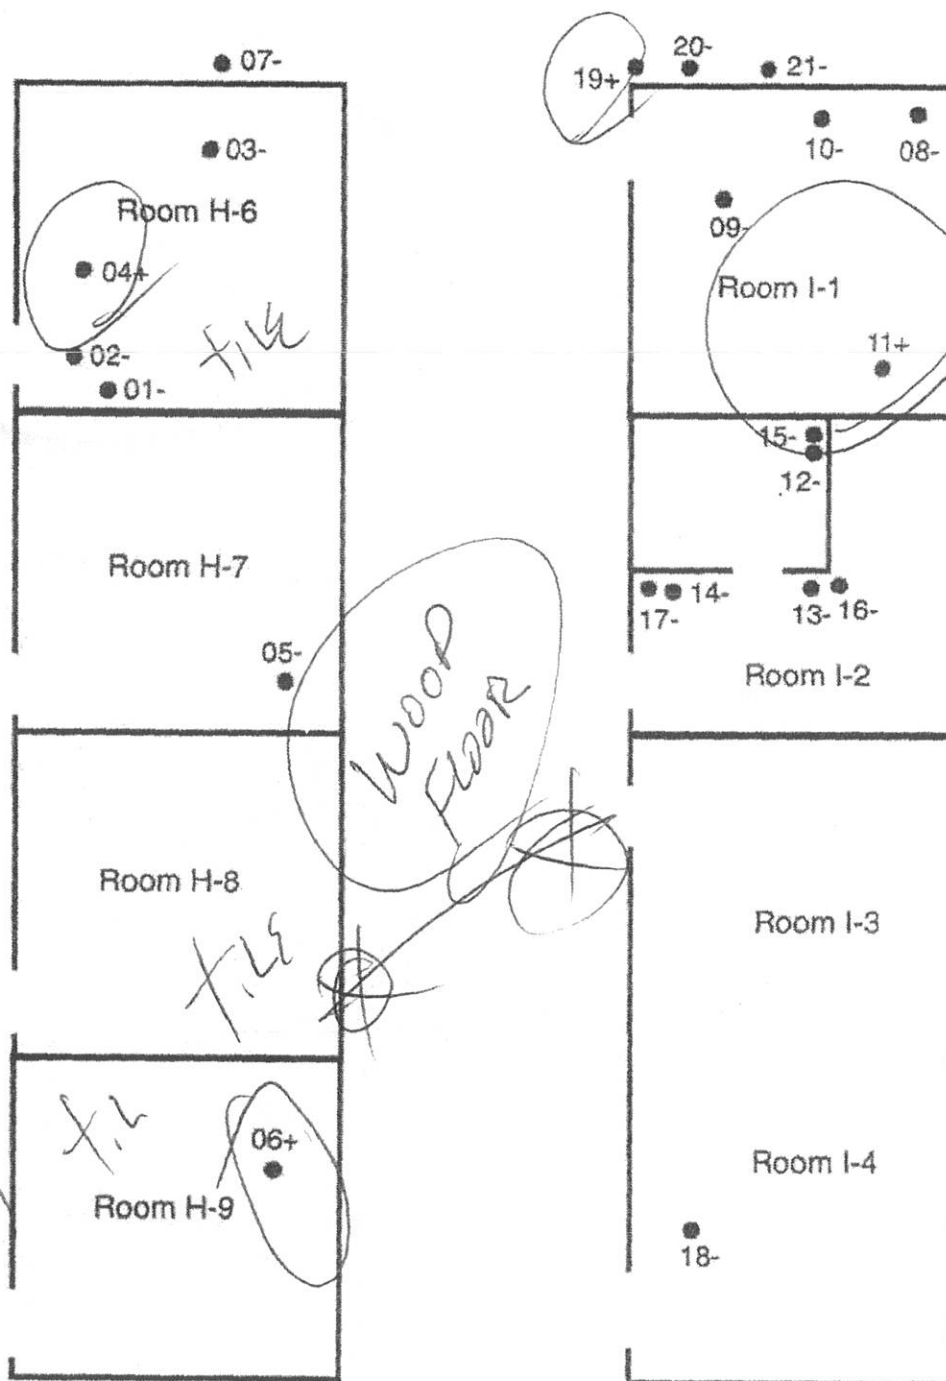 07-
03-
Room H-6
04+
02-
01-
TILE
Room H-7
05-
WOOD
FLOOR
Room H-8
TILE
TIL
06+
Room H-9
19+
20-
21-
10-
08-
09-
Room I-1
11+
15-
12-
17-
14-
13-
16-
Room I-2
Room I-3
Room I-4
18-